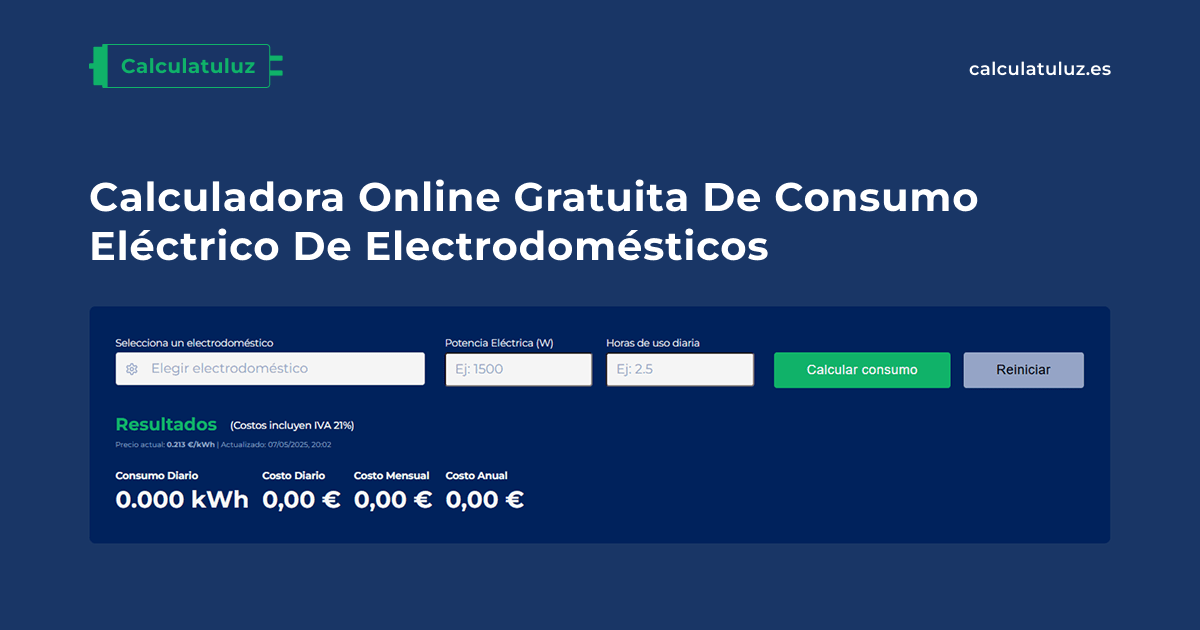 Calculatuluz
calculatuluz.es
Calculadora Online Gratuita De Consumo
Eléctrico De Electrodomésticos
Selecciona un electrodoméstico
Potencia Eléctrica (W)
Horas de uso diaria
Elegir electrodoméstico
Ej: 1500
Ej: 2.5
Calcular consumo
Reiniciar
Resultados (Costos incluyen IVA 21%)
Precio actual: 0.213 €/kWh | Actualizado: 07/05/2025, 20:02
Consumo Diario Costo Diario Costo Mensual Costo Anual
0.000 kWh 0,00 € 0,00 € 0,00 €